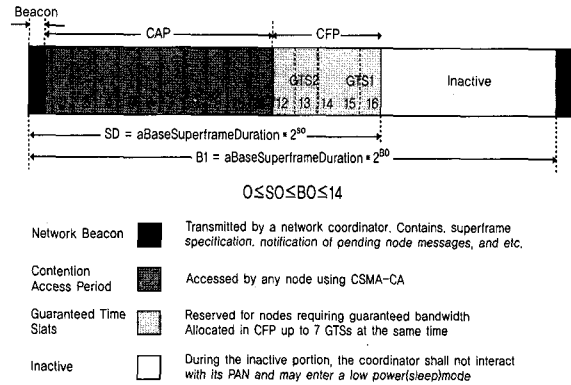 Beacon
CAP
CFP
GTS2
GTS1
Inactive
12 13 14 15 16
SD = aBaseSuperframeDuration * 2^SO
B1 = aBaseSuperframeDuration * 2^BO
0≤SO≤BO≤14
Network Beacon
Transmitted by a network coordinator. Contains, superframe
specification, notification of pending node messages, and etc.
Contention
Access Period
Accessed by any node using CSMA-CA
Guaranteed Time
Slats
Reserved for nodes requiring guaranteed bandwidth
Allocated in CFP up to 7 GTSs at the same time
Inactive
During the inactive portion, the coordinator shall not interact
with its PAN and may enter a low power(sleep)mode